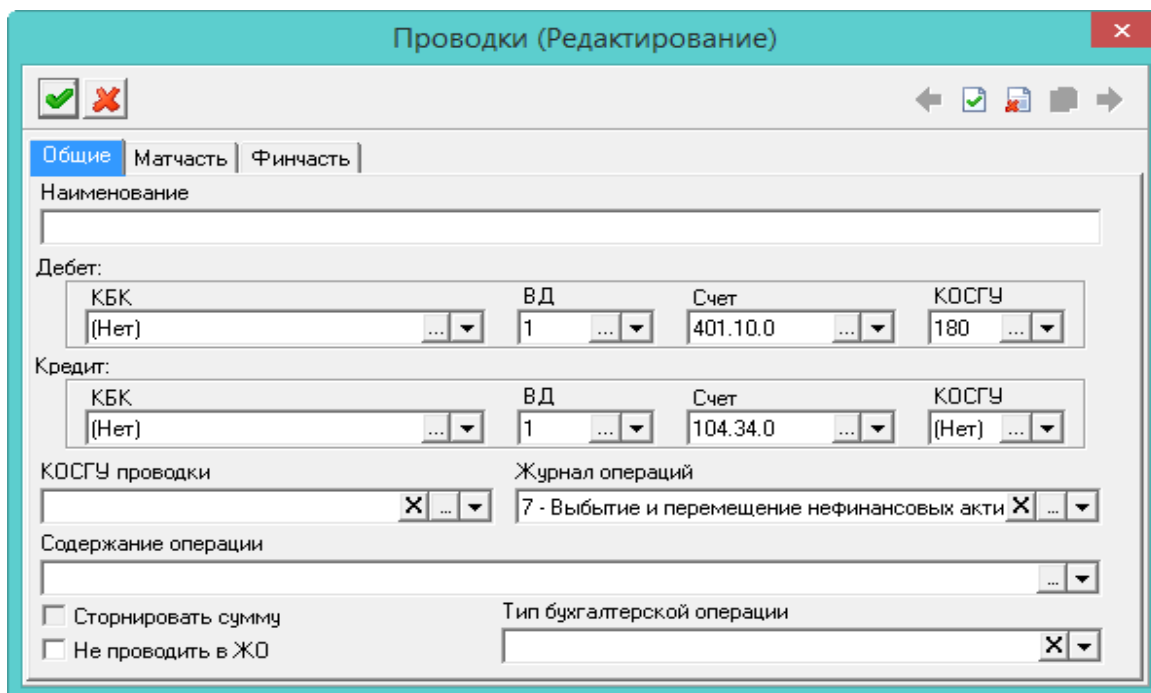 Проводки (Редактирование)
Общие Матчасть Финчасть
Наименование
Дебет:
КБК ВД Счет КОСГУ
(Нет) ... 1 ... 401.10.0 ... 180 ...
Кредит:
КБК ВД Счет КОСГУ
(Нет) ... 1 ... 104.34.0 ... (Нет) ...
КОСГУ проводки Журнал операций
X ... 7 - Выбытие и перемещение нефинансовых акти X ...
Содержание операции
...
Сторнировать сумму Тип бухгалтерской операции
Не проводить в ЖО X